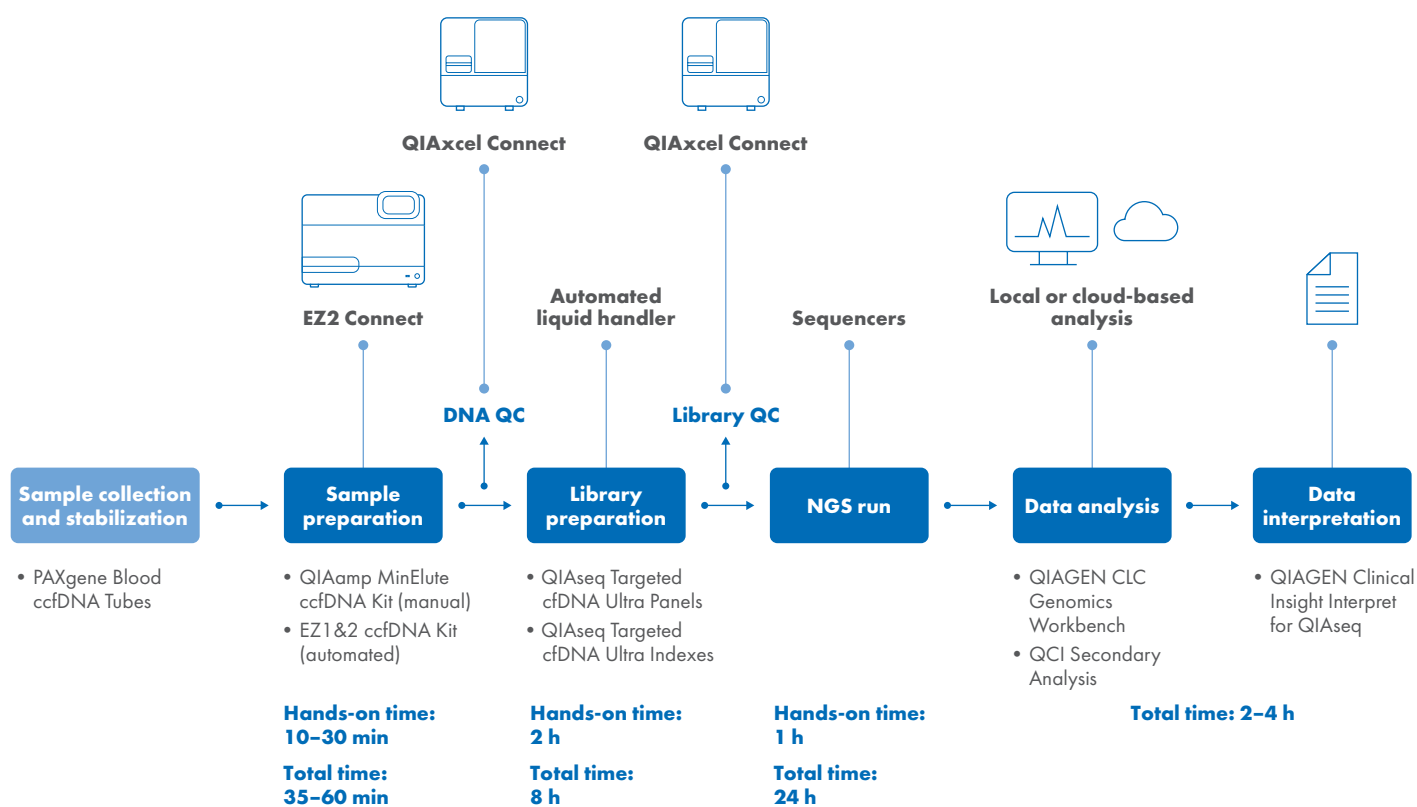 QIAxcel Connect
QIAxcel Connect
EZ2 Connect
Automated
liquid handler
Sequencers
Local or cloud-based
analysis
DNA QC
Library QC
Sample collection
and stabilization
Sample
preparation
Library
preparation
NGS run
Data analysis
Data
interpretation
• PAXgene Blood
ccfDNA Tubes
• QIAamp MinElute
ccfDNA Kit (manual)
• EZ1&2 ccfDNA Kit
(automated)
• QIAseq Targeted
cfDNA Ultra Panels
• QIAseq Targeted
cfDNA Ultra Indexes
• QIAGEN CLC
Genomics
Workbench
• QCI Secondary
Analysis
• QIAGEN Clinical
Insight Interpret
for QIAseq
Hands-on time:
10–30 min
Total time:
35–60 min
Hands-on time:
2 h
Total time:
8 h
Hands-on time:
1 h
Total time:
24 h
Total time: 2–4 h